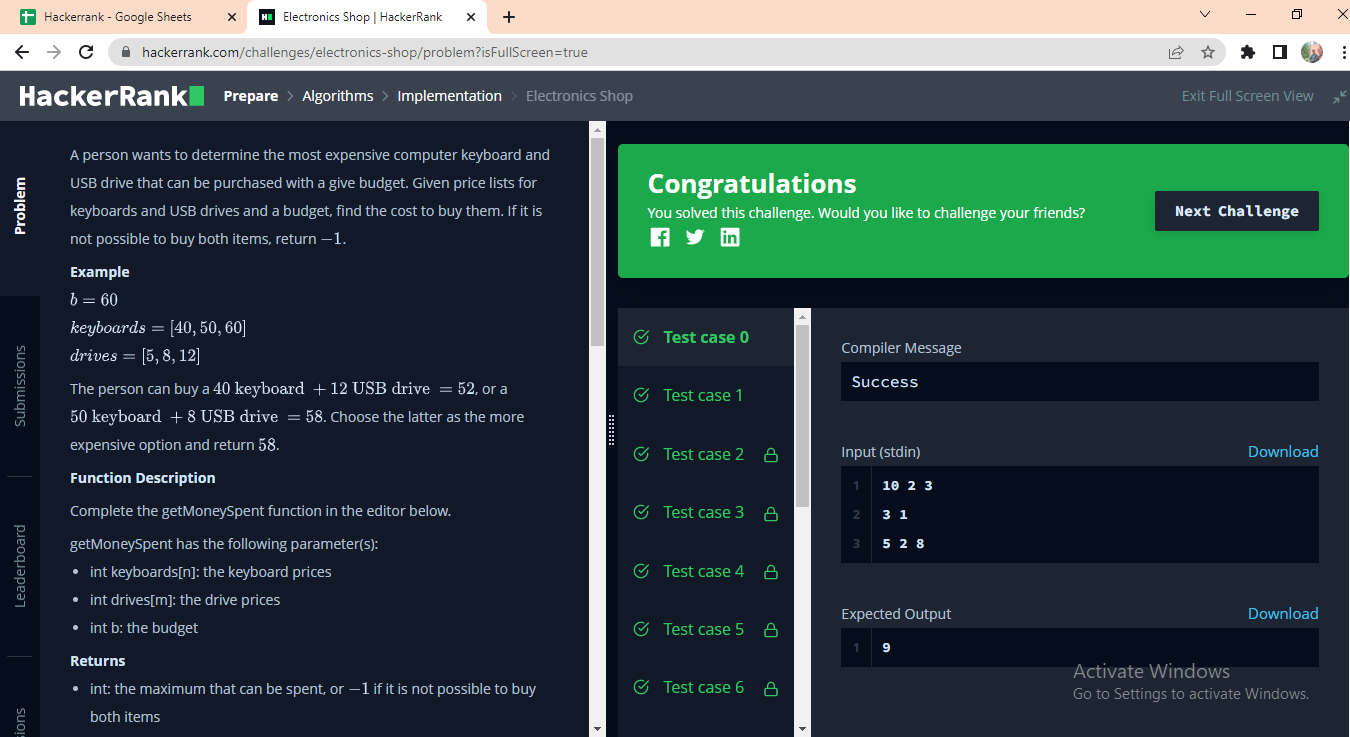 Hackerrank - Google Sheets
Electronics Shop | HackerRank
hackerrank.com/challenges/electronics-shop/problem?isFullScreen=true
HackerRank
Prepare > Algorithms > Implementation > Electronics Shop
Exit Full Screen View
Problem
Submissions
Leaderboard
A person wants to determine the most expensive computer keyboard and
USB drive that can be purchased with a give budget. Given price lists for
keyboards and USB drives and a budget, find the cost to buy them. If it is
not possible to buy both items, return −1.
Example
b = 60
keyboards = [40, 50, 60]
drives = [5, 8, 12]
The person can buy a 40 keyboard + 12 USB drive = 52, or a
50 keyboard + 8 USB drive = 58. Choose the latter as the more
expensive option and return 58.
Function Description
Complete the getMoneySpent function in the editor below.
getMoneySpent has the following parameter(s):
• int keyboards[n]: the keyboard prices
• int drives[m]: the drive prices
• int b: the budget
Returns
• int: the maximum that can be spent, or −1 if it is not possible to buy
both items
Congratulations
You solved this challenge. Would you like to challenge your friends?
Next Challenge
Test case 0
Test case 1
Test case 2
Test case 3
Test case 4
Test case 5
Test case 6
Compiler Message
Success
Input (stdin)
Download
1 10 2 3
2 3 1
3 5 2 8
Expected Output
Download
1 9
Activate Windows
Go to Settings to activate Windows.